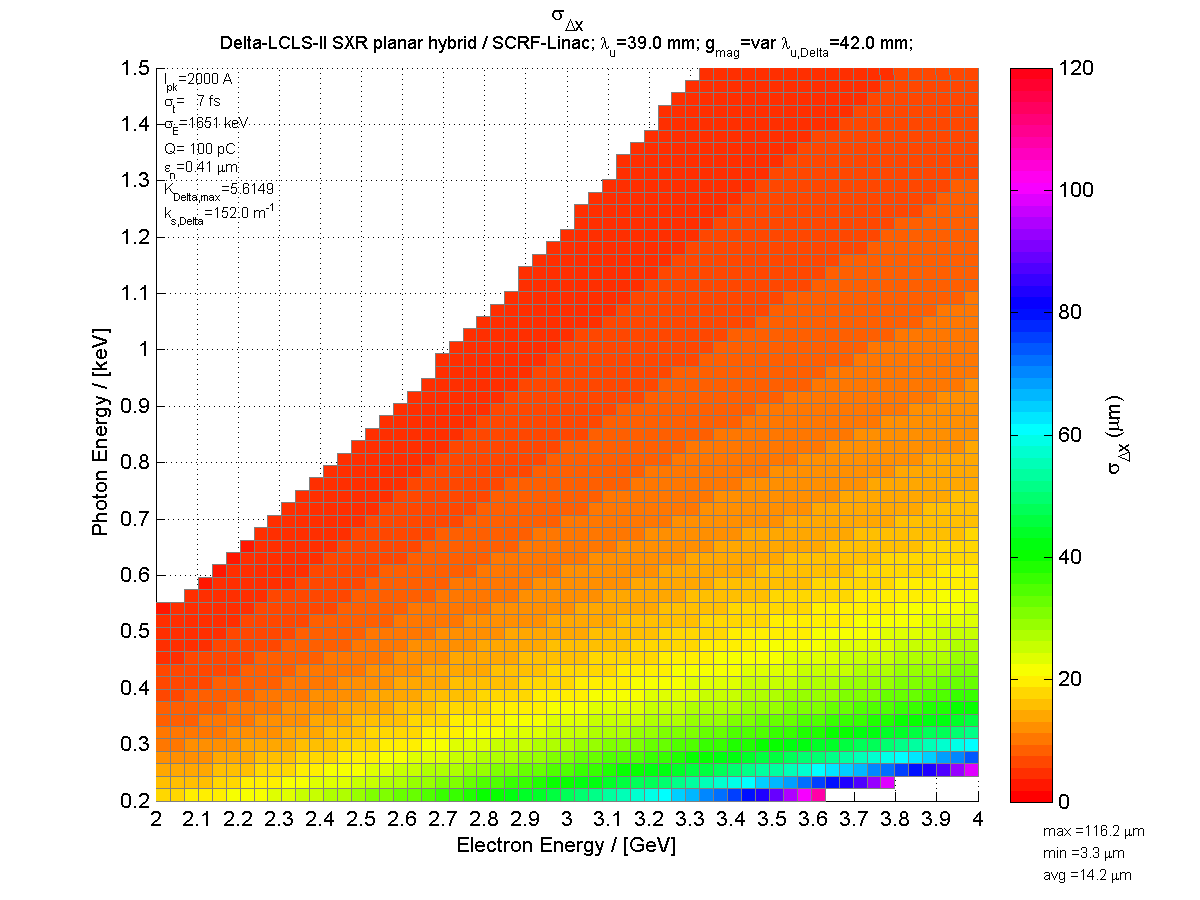 σΔx
Delta-LCLS-II SXR planar hybrid / SCRF-Linac; λu=39.0 mm; gmag=var λu,Delta=42.0 mm;
Ipk=2000 A
σt= 7 fs
σE=1651 keV
Q= 100 pC
εn=0.41 μm
KDelta,max=5.6149
ks,Delta=152.0 m-1
1.5
1.4
1.3
1.2
1.1
1
0.9
0.8
0.7
0.6
0.5
0.4
0.3
0.2
Photon Energy / [keV]
2 2.1 2.2 2.3 2.4 2.5 2.6 2.7 2.8 2.9 3 3.1 3.2 3.3 3.4 3.5 3.6 3.7 3.8 3.9 4
Electron Energy / [GeV]
120
100
80
60
40
20
0
σΔx (μm)
max =116.2 μm
min =3.3 μm
avg =14.2 μm